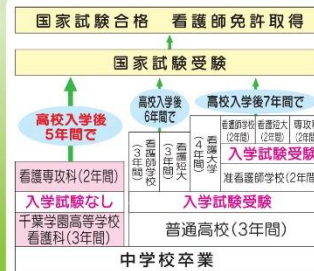 国家試験合格 看護師免許取得
国家試験受験
高校入学後
5年間で
高校入学後
6年間で
高校入学後7年間で
看護専攻科(2年間)
入学試験なし
千葉学園高等学校
看護科(3年間)
看護師学校
(3年間)
看護短大
(3年間)
看護大学
(4年間)
看護師学校
(2年間)
看護短大
(2年間)
専攻科
(2年間)
入学試験受験
准看護師学校(2年間)
入学試験受験
普通高校(3年間)
中学校卒業